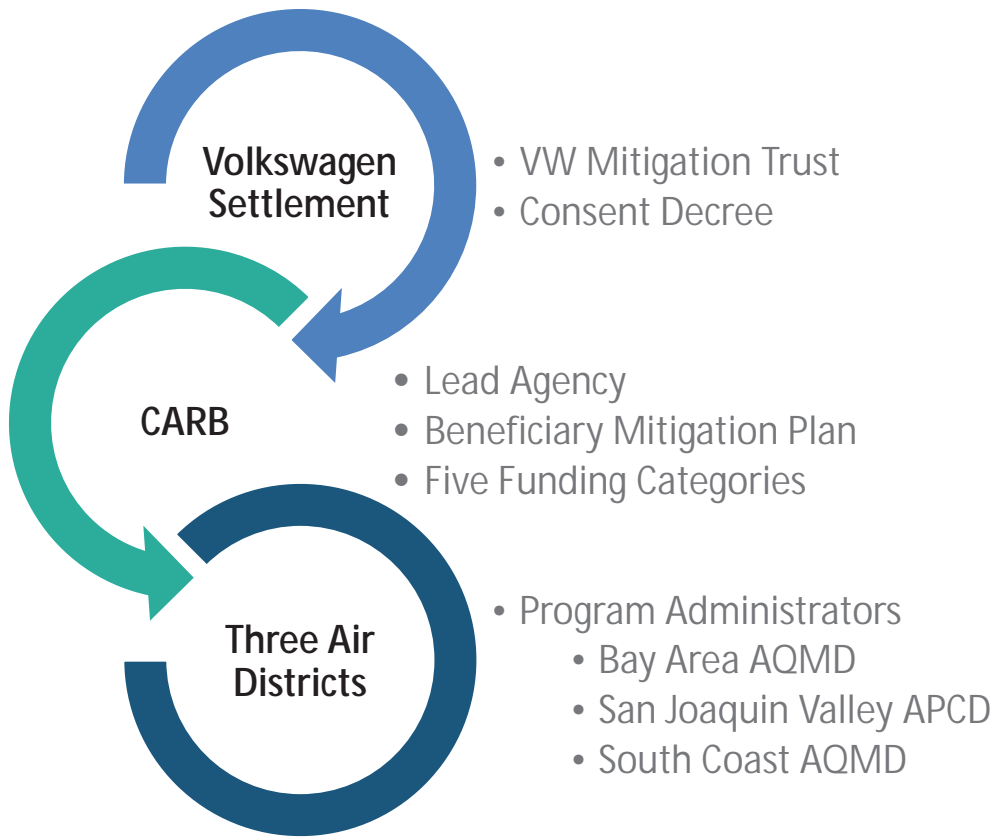 Volkswagen
Settlement
• VW Mitigation Trust
• Consent Decree
CARB
• Lead Agency
• Beneficiary Mitigation Plan
• Five Funding Categories
Three Air
Districts
• Program Administrators
• Bay Area AQMD
• San Joaquin Valley APCD
• South Coast AQMD